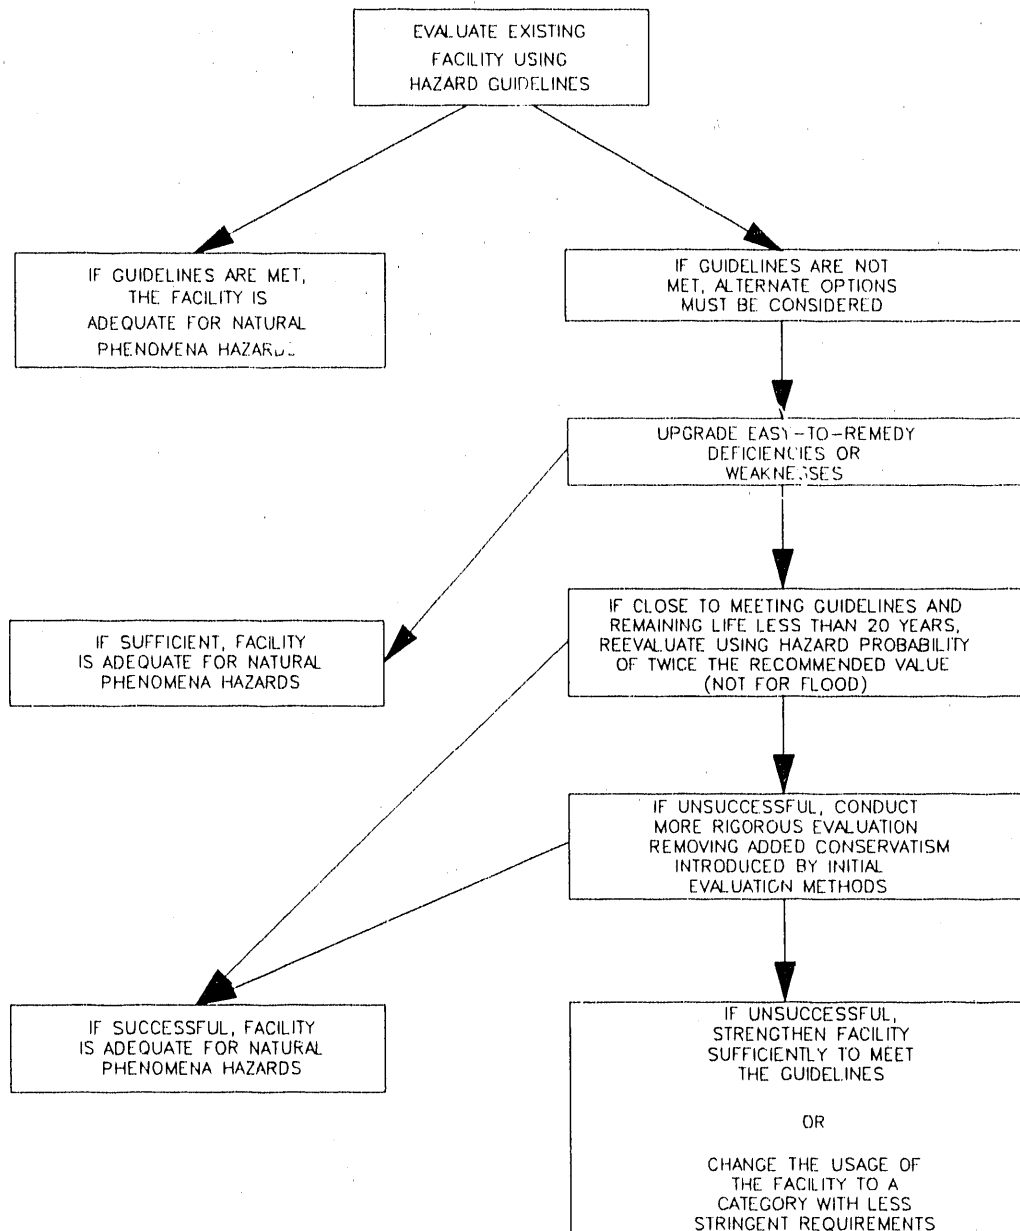 EVALUATE EXISTING
FACILITY USING
HAZARD GUIDELINES
IF GUIDELINES ARE MET,
THE FACILITY IS
ADEQUATE FOR NATURAL
PHENOMENA HAZARDS
IF GUIDELINES ARE NOT
MET, ALTERNATE OPTIONS
MUST BE CONSIDERED
UPGRADE EASY-TO-REMEDY
DEFICIENCIES OR
WEAKNESSES
IF SUFFICIENT, FACILITY
IS ADEQUATE FOR NATURAL
PHENOMENA HAZARDS
IF CLOSE TO MEETING GUIDELINES AND
REMAINING LIFE LESS THAN 20 YEARS,
REEVALUATE USING HAZARD PROBABILITY
OF TWICE THE RECOMMENDED VALUE
(NOT FOR FLOOD)
IF UNSUCCESSFUL, CONDUCT
MORE RIGOROUS EVALUATION
REMOVING ADDED CONSERVATISM
INTRODUCED BY INITIAL
EVALUATION METHODS
IF SUCCESSFUL, FACILITY
IS ADEQUATE FOR NATURAL
PHENOMENA HAZARDS
IF UNSUCCESSFUL,
STRENGTHEN FACILITY
SUFFICIENTLY TO MEET
THE GUIDELINES
OR
CHANGE THE USAGE OF
THE FACILITY TO A
CATEGORY WITH LESS
STRINGENT REQUIREMENTS